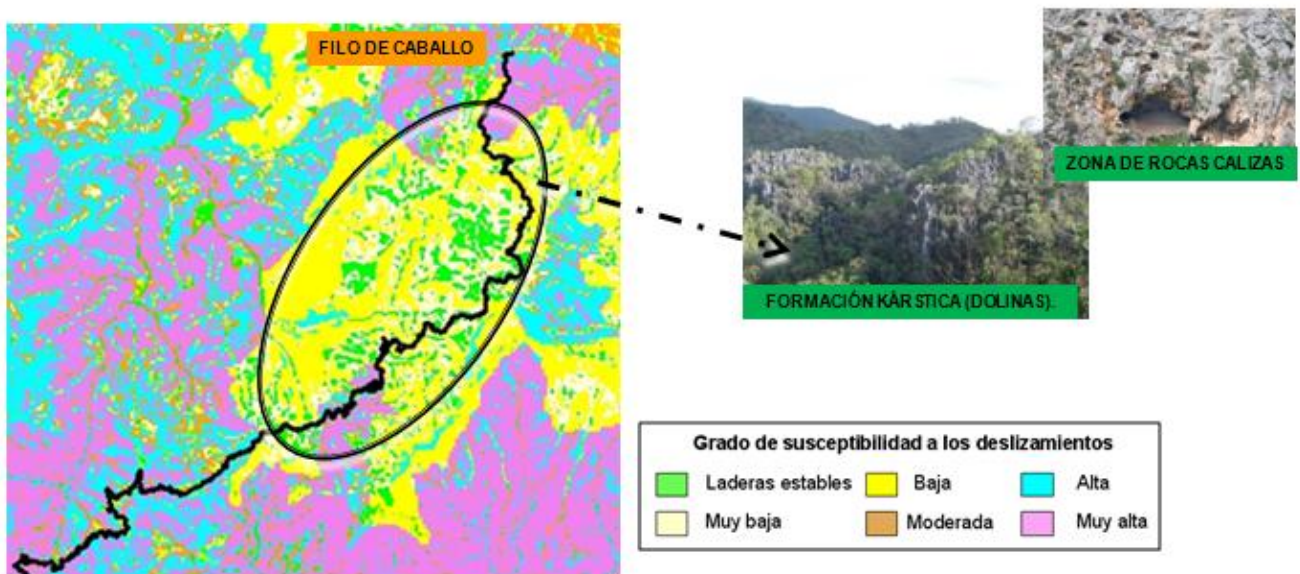 FILO DE CABALLO
ZONA DE ROCAS CALIZAS
FORMACIÓN KÁRSTICA (DOLINAS).
Grado de susceptibilidad a los deslizamientos
Laderas estables
Baja
Alta
Muy baja
Moderada
Muy alta